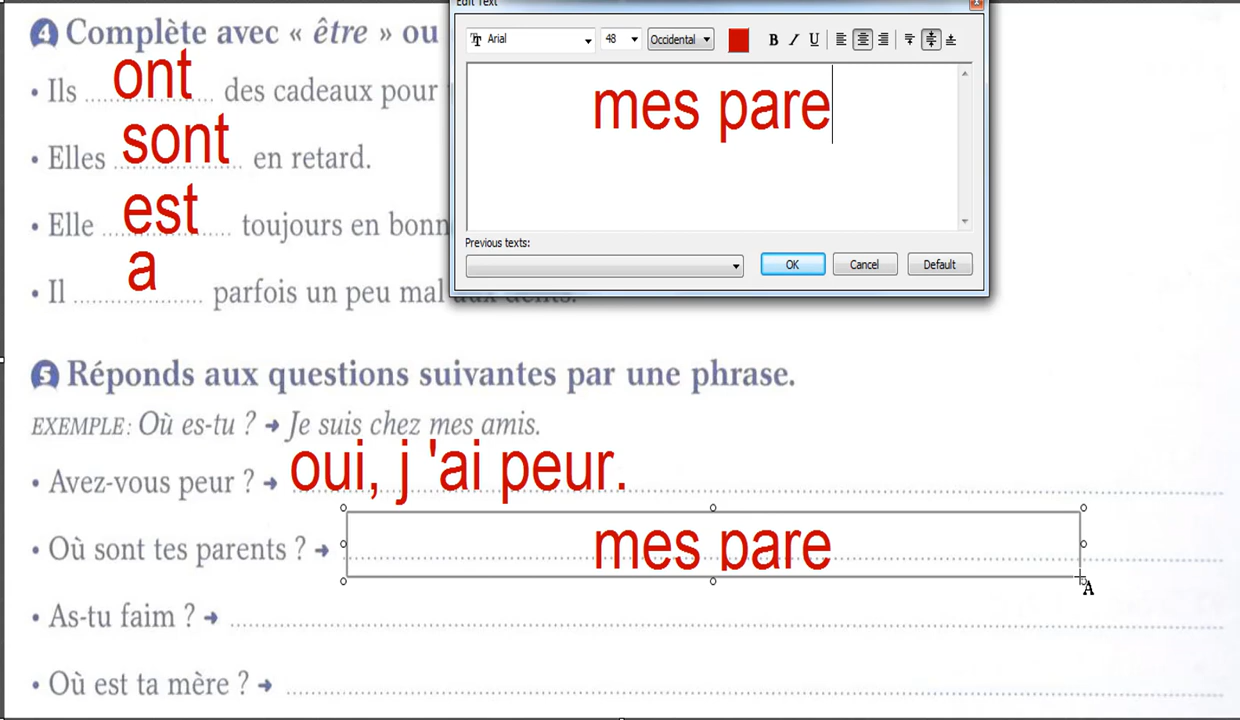 4 Complète avec « être » ou
• Ils ont des cadeaux pour
• Elles sont en retard.
• Elle est toujours en bonn
• Il a parfois un peu mal aux dents.
Edit Text
Arial 48 Occidental B I U
mes pare
Previous texts:
OK Cancel Default
5 Réponds aux questions suivantes par une phrase.
EXEMPLE : Où es-tu ? ➜ Je suis chez mes amis.
• Avez-vous peur ? ➜ oui, j 'ai peur.
• Où sont tes parents ? ➜ mes pare
• As-tu faim ? ➜
• Où est ta mère ? ➜